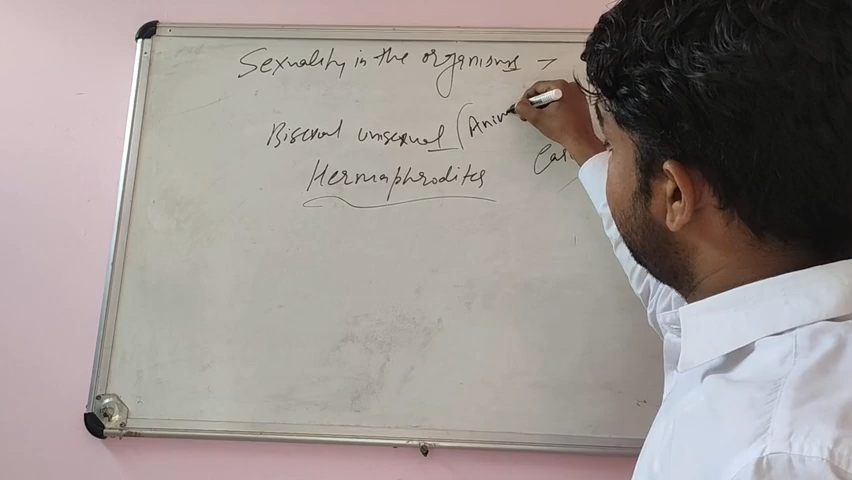 Sexuality in the organisms →
Bisexual unisexual (Anim
Hermaphrodites